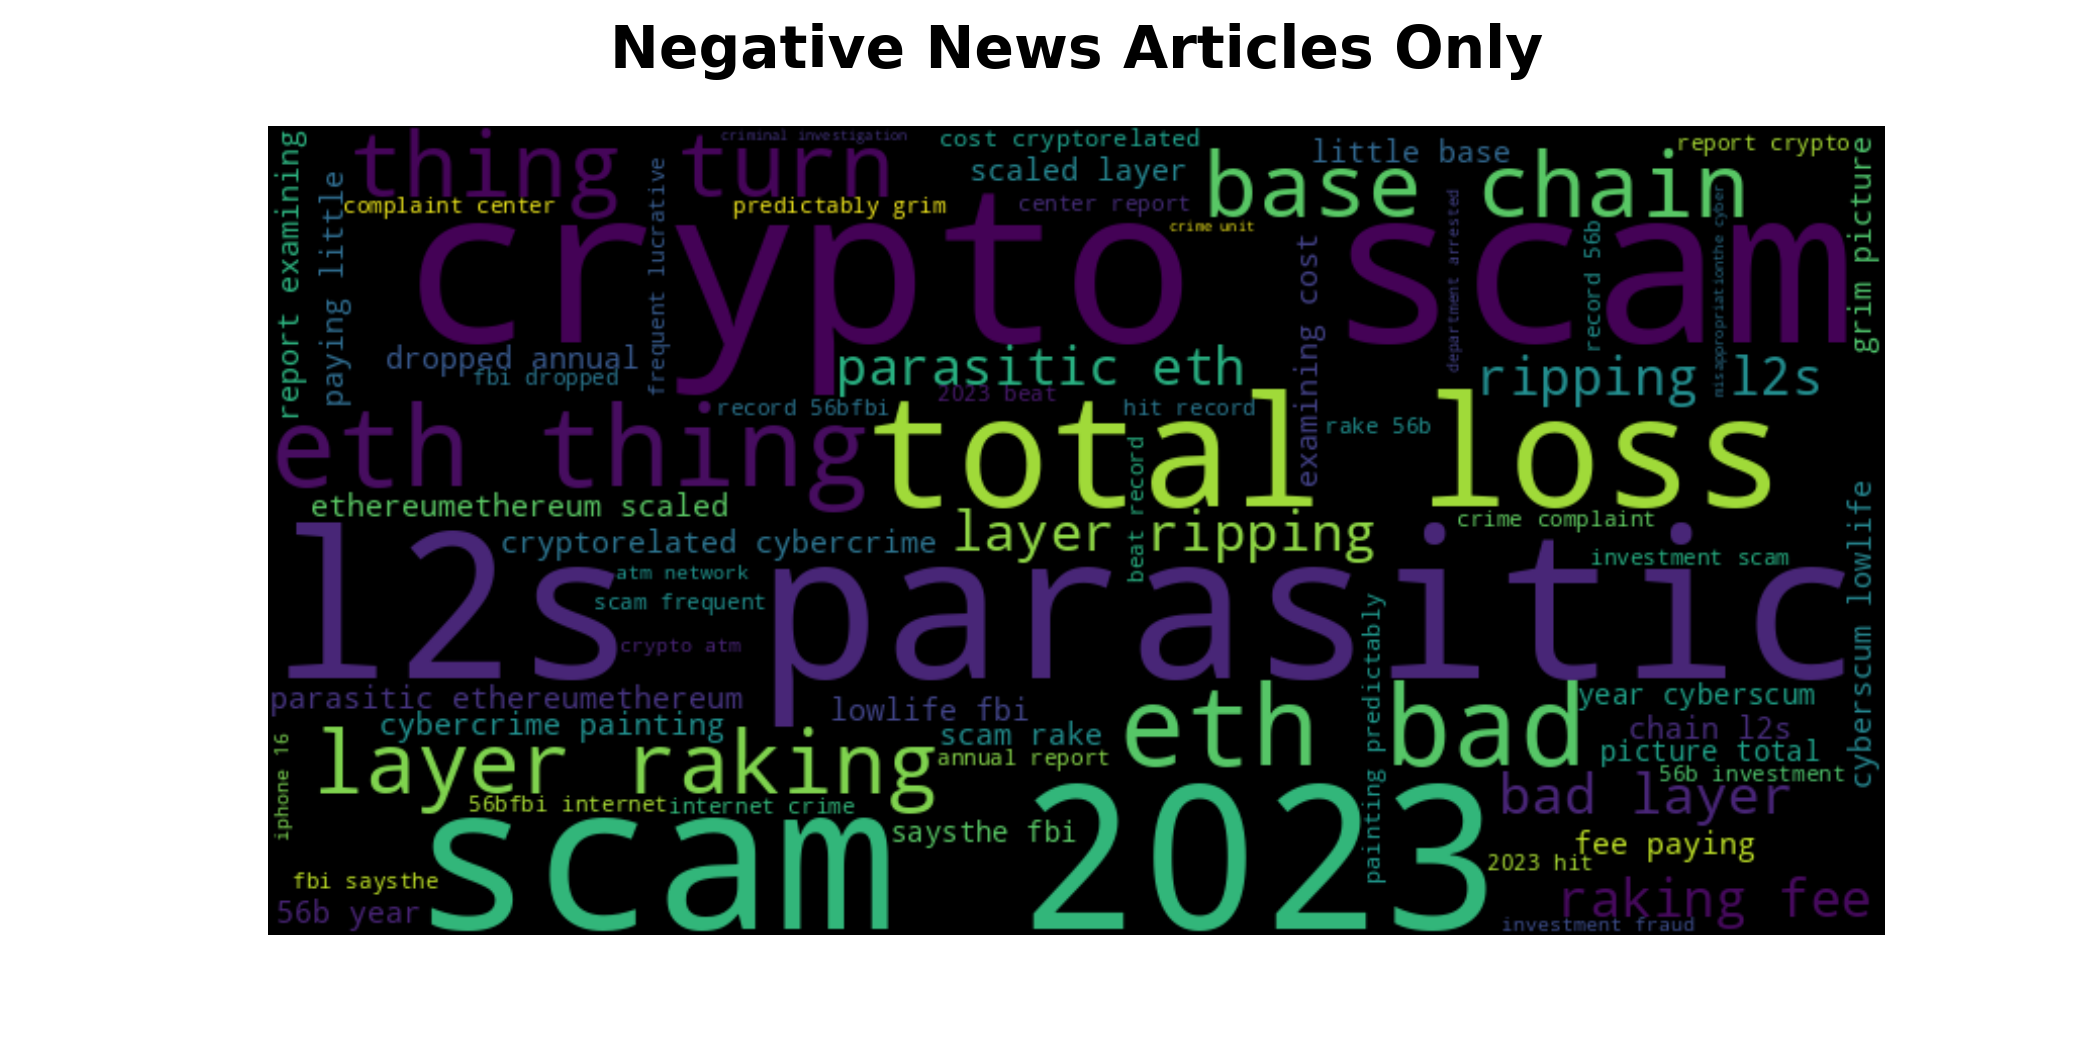 Negative News Articles Only
criminal investigation
cost cryptorelated
report crypto
thing turn
little base
scaled layer
base chain
report examining
paying little
complaint center
frequent lucrative
predictably grim
center report
crime unit
grim picture
crypto scam
examining cost
department arrested
record 56b
misappropriationthe cyber
dropped annual
fbi dropped
parasitic eth
2023 beat
ripping l2s
eth thing
record 56bfbi
hit record
rake 56b
total loss
beat record
ethereumethereum scaled
cryptorelated cybercrime
layer ripping
crime complaint
investment scam
cyberscum lowlife
l2s parasitic
atm network
scam frequent
crypto atm
painting predictably
parasitic ethereumethereum
lowlife fbi
eth bad
year cyberscum
cybercrime painting
scam rake
chain l2s
picture total
layer raking
annual report
56b investment
iphone 16
56bfbi internet
internet crime
bad layer
saysthe fbi
scam 2023
fee paying
2023 hit
fbi saysthe
56b year
raking fee
investment fraud